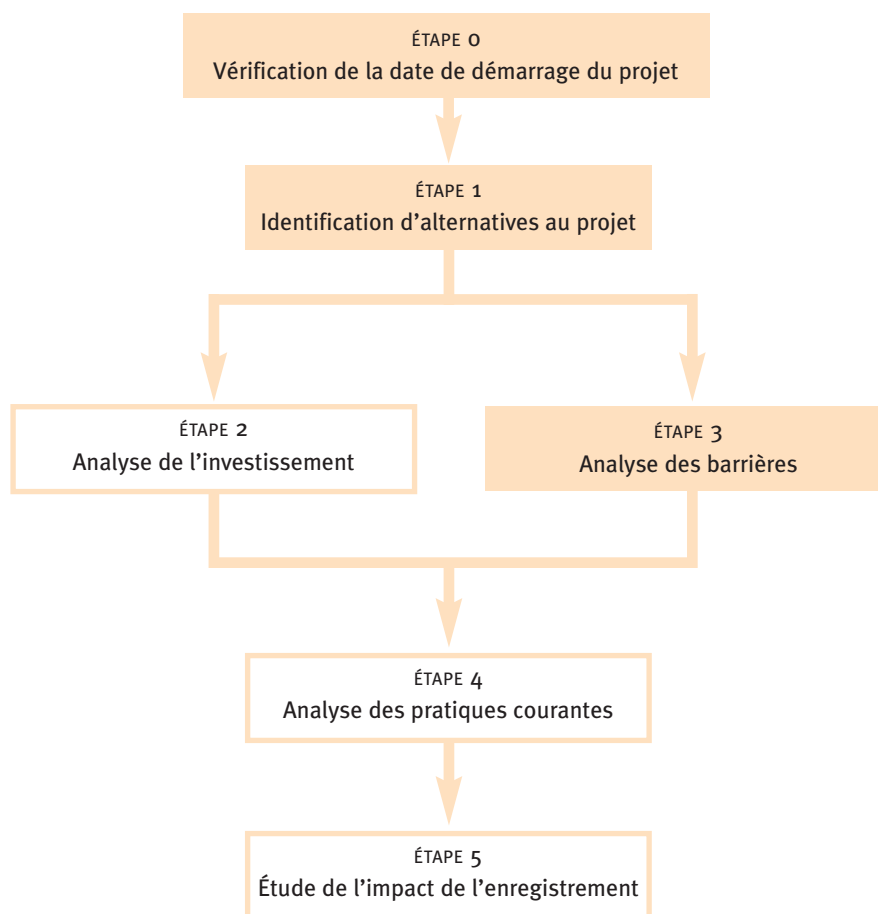 ÉTAPE 0
Vérification de la date de démarrage du projet
ÉTAPE 1
Identification d’alternatives au projet
ÉTAPE 2
Analyse de l’investissement
ÉTAPE 3
Analyse des barrières
ÉTAPE 4
Analyse des pratiques courantes
ÉTAPE 5
Étude de l’impact de l’enregistrement